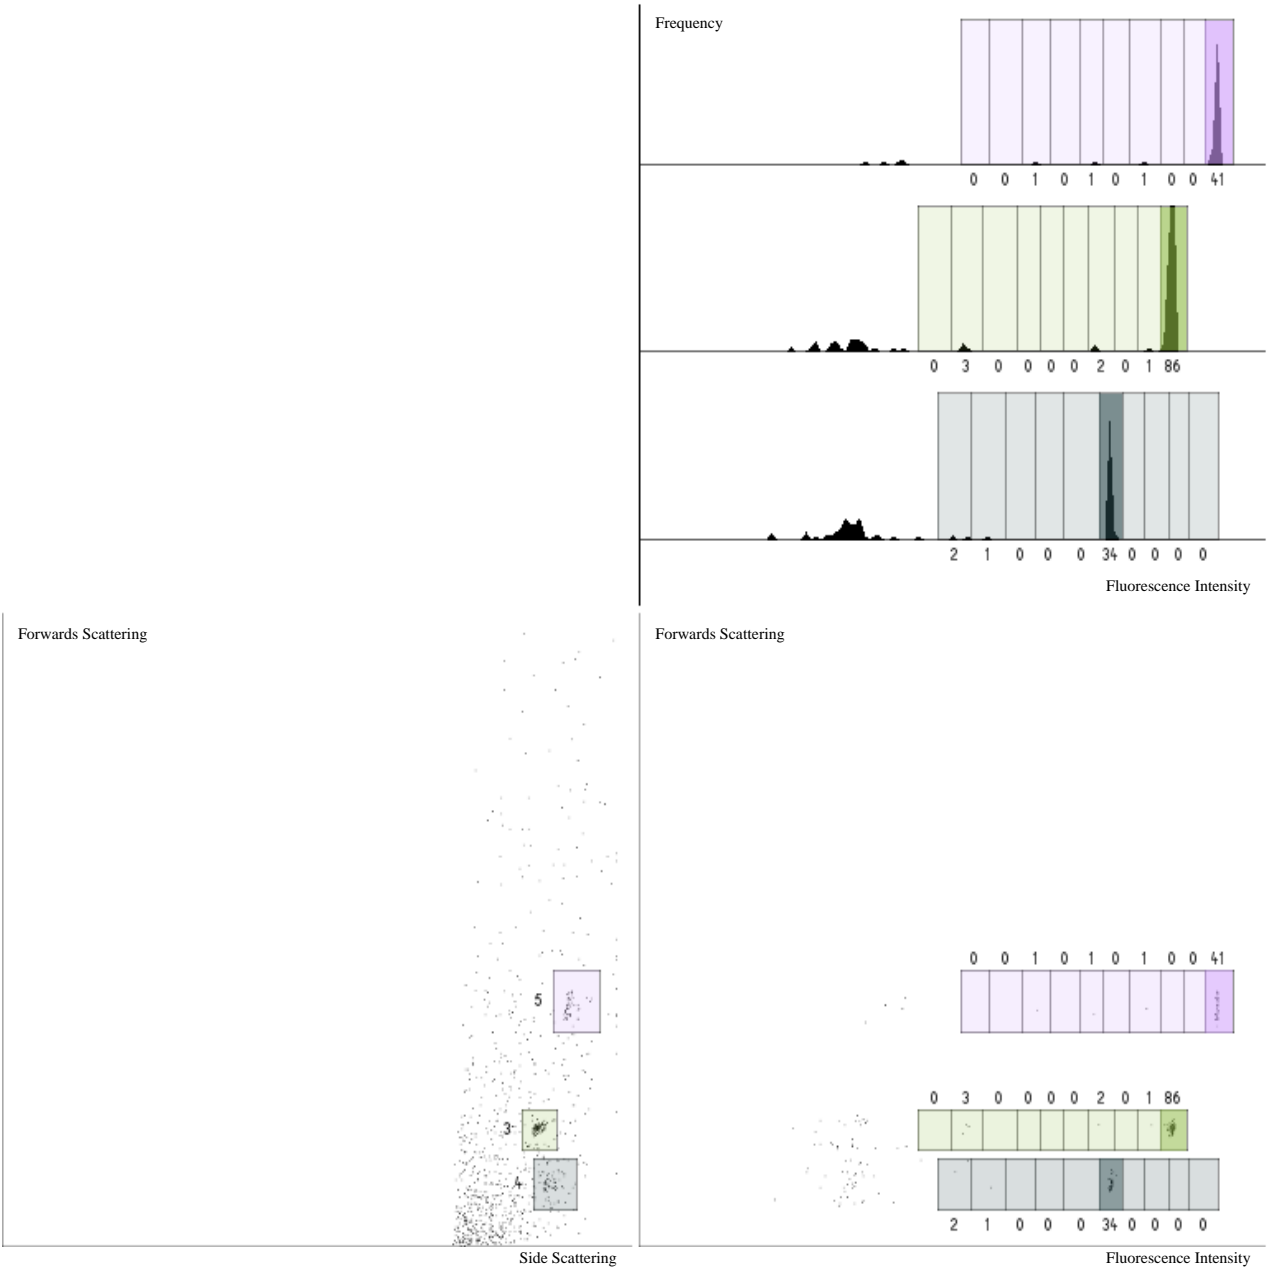 Frequency
0 0 1 0 1 0 1 0 0 41
0 3 0 0 0 0 2 0 1 86
2 1 0 0 0 34 0 0 0 0
Fluorescence Intensity
Forwards Scattering
5
3
4
Side Scattering
Forwards Scattering
0 0 1 0 1 0 1 0 0 41
0 3 0 0 0 0 2 0 1 86
2 1 0 0 0 34 0 0 0 0
Fluorescence Intensity